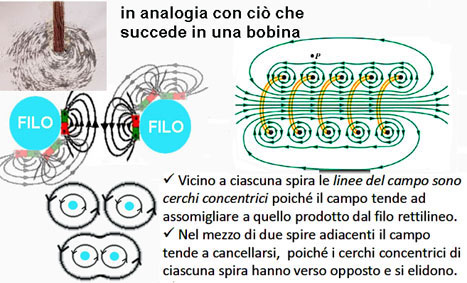 in analogia con ciò che
succede in una bobina
P
FILO
FILO
✓ Vicino a ciascuna spira le linee del campo sono
cerchi concentrici poiché il campo tende ad
assomigliare a quello prodotto dal filo rettilineo.
✓ Nel mezzo di due spire adiacenti il campo
tende a cancellarsi, poiché i cerchi concentrici di
ciascuna spira hanno verso opposto e si elidono.